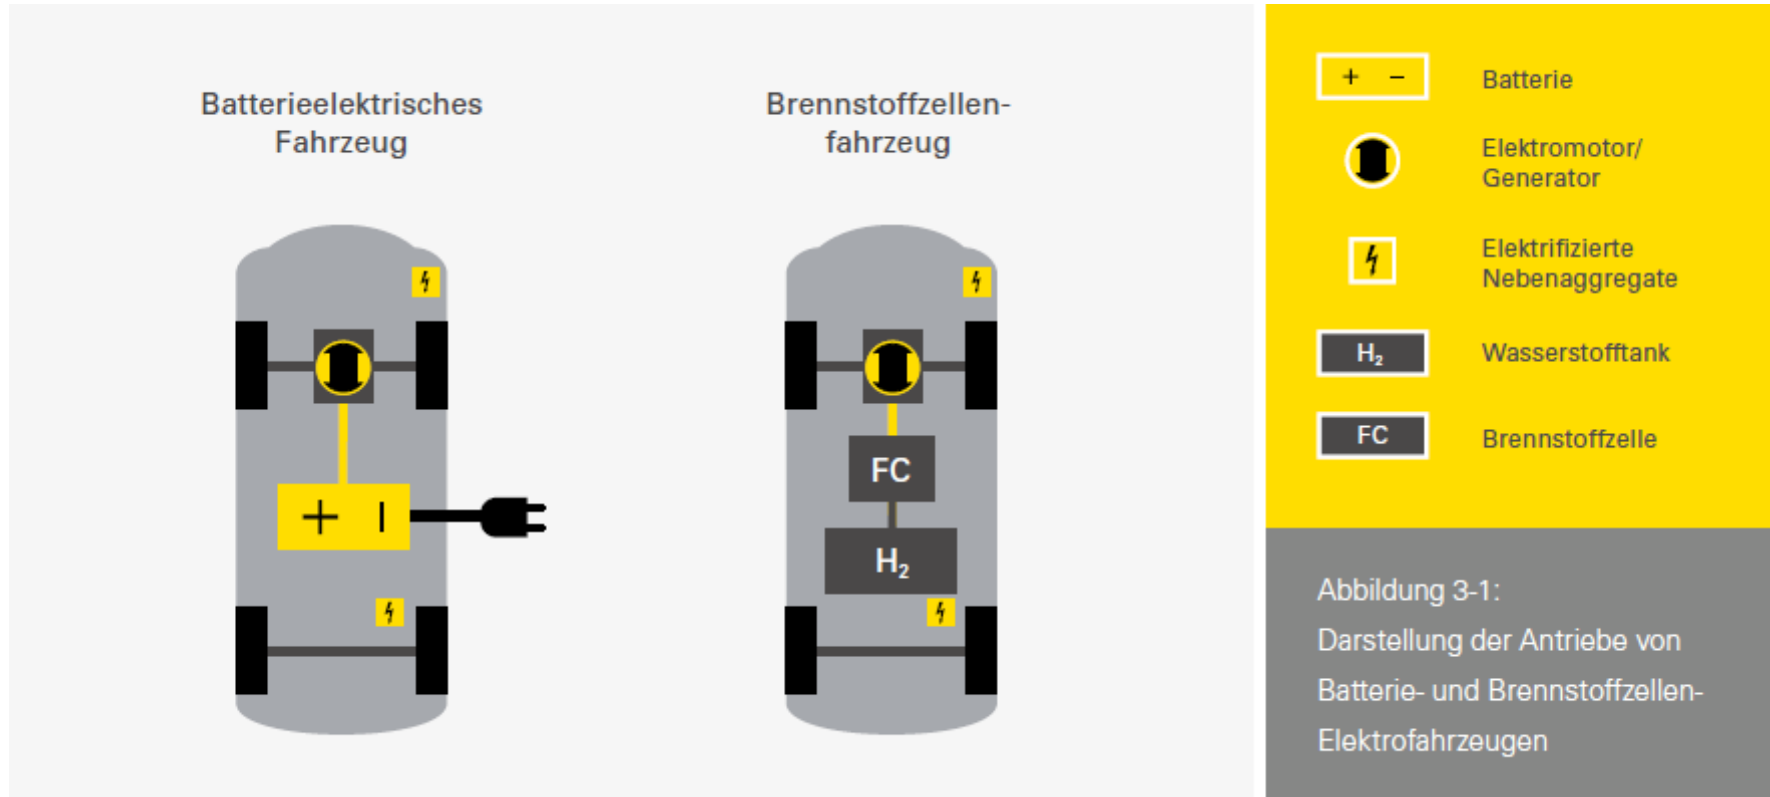 Batterieelektrisches
Fahrzeug
Brennstoffzellen-
fahrzeug
+ −
FC
H₂
+ −
Batterie
Elektromotor/
Generator
Elektrifizierte
Nebenaggregate
H₂
Wasserstofftank
FC
Brennstoffzelle
Abbildung 3-1:
Darstellung der Antriebe von
Batterie- und Brennstoffzellen-
Elektrofahrzeugen